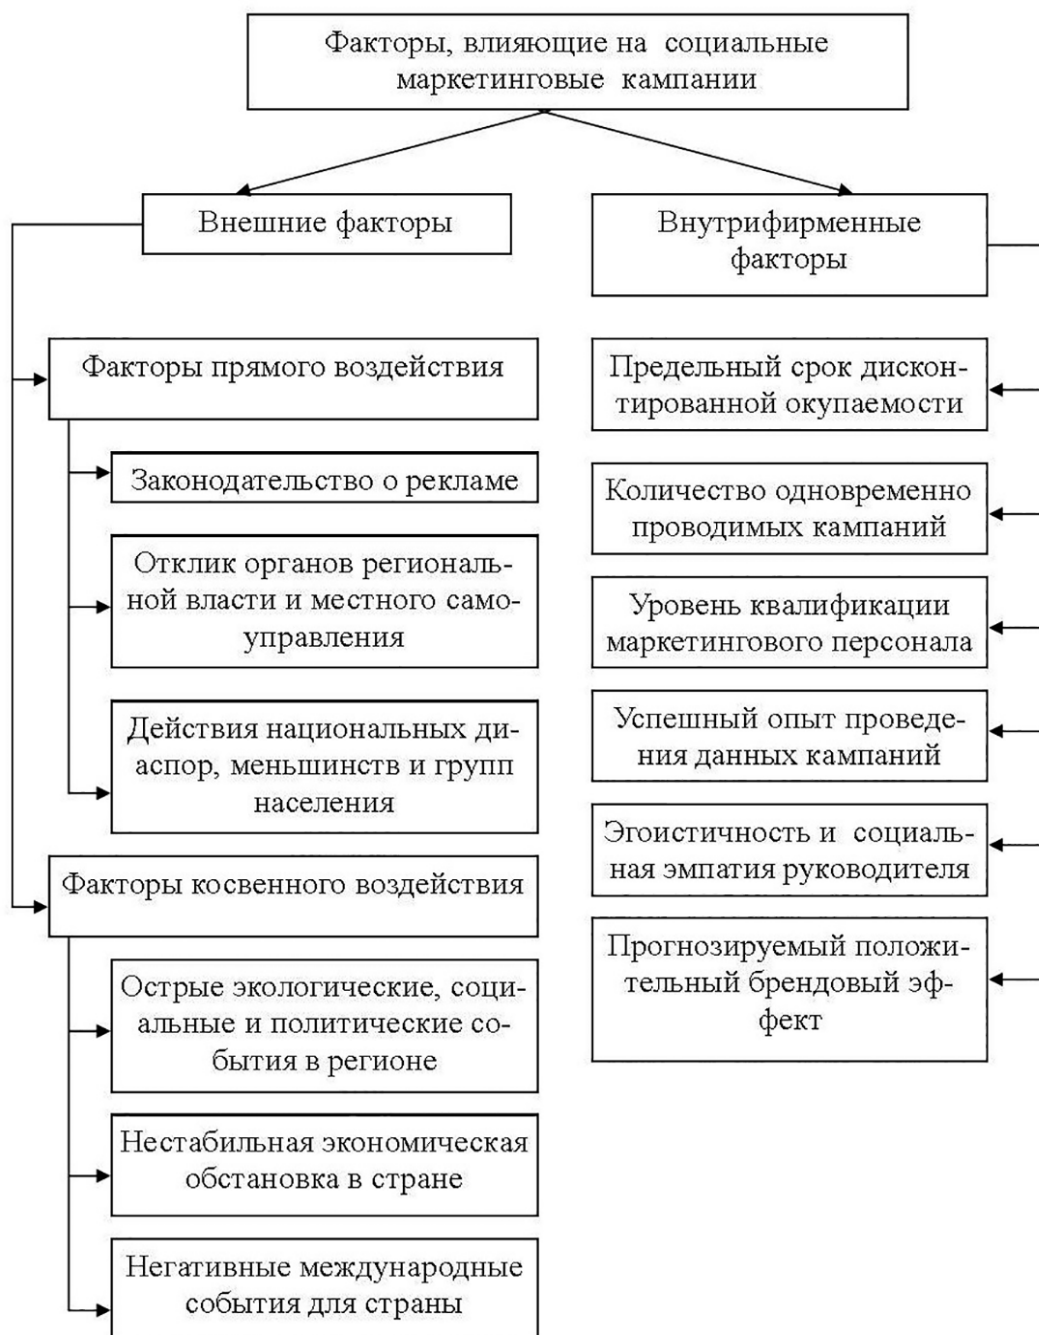 Факторы, влияющие на социальные
маркетинговые кампании
Внешние факторы
Внутрифирменные
факторы
Факторы прямого воздействия
Законодательство о рекламе
Отклик органов региональ-
ной власти и местного само-
управления
Действия национальных ди-
аспор, меньшинств и групп
населения
Факторы косвенного воздействия
Острые экологические, соци-
альные и политические со-
бытия в регионе
Нестабильная экономическая
обстановка в стране
Негативные международные
события для страны
Предельный срок дискон-
тированной окупаемости
Количество одновременно
проводимых кампаний
Уровень квалификации
маркетингового персонала
Успешный опыт проведе-
ния данных кампаний
Эгоистичность и социаль-
ная эмпатия руководителя
Прогнозируемый положи-
тельный брендовый эф-
фект